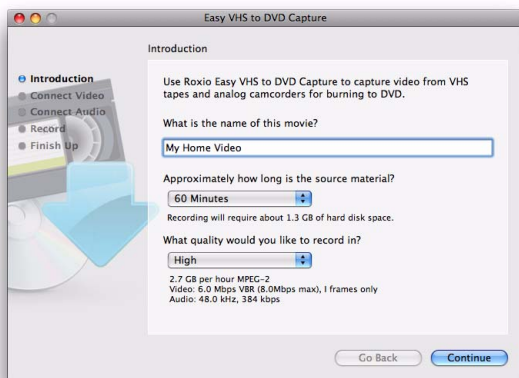 Easy VHS to DVD Capture
Introduction
Introduction
Connect Video
Connect Audio
Record
Finish Up
Use Roxio Easy VHS to DVD Capture to capture video from VHS
tapes and analog camcorders for burning to DVD.
What is the name of this movie?
My Home Video
Approximately how long is the source material?
60 Minutes
Recording will require about 1.3 GB of hard disk space.
What quality would you like to record in?
High
2.7 GB per hour MPEG-2
Video: 6.0 Mbps VBR (8.0Mbps max), I frames only
Audio: 48.0 kHz, 384 kbps
Go Back
Continue